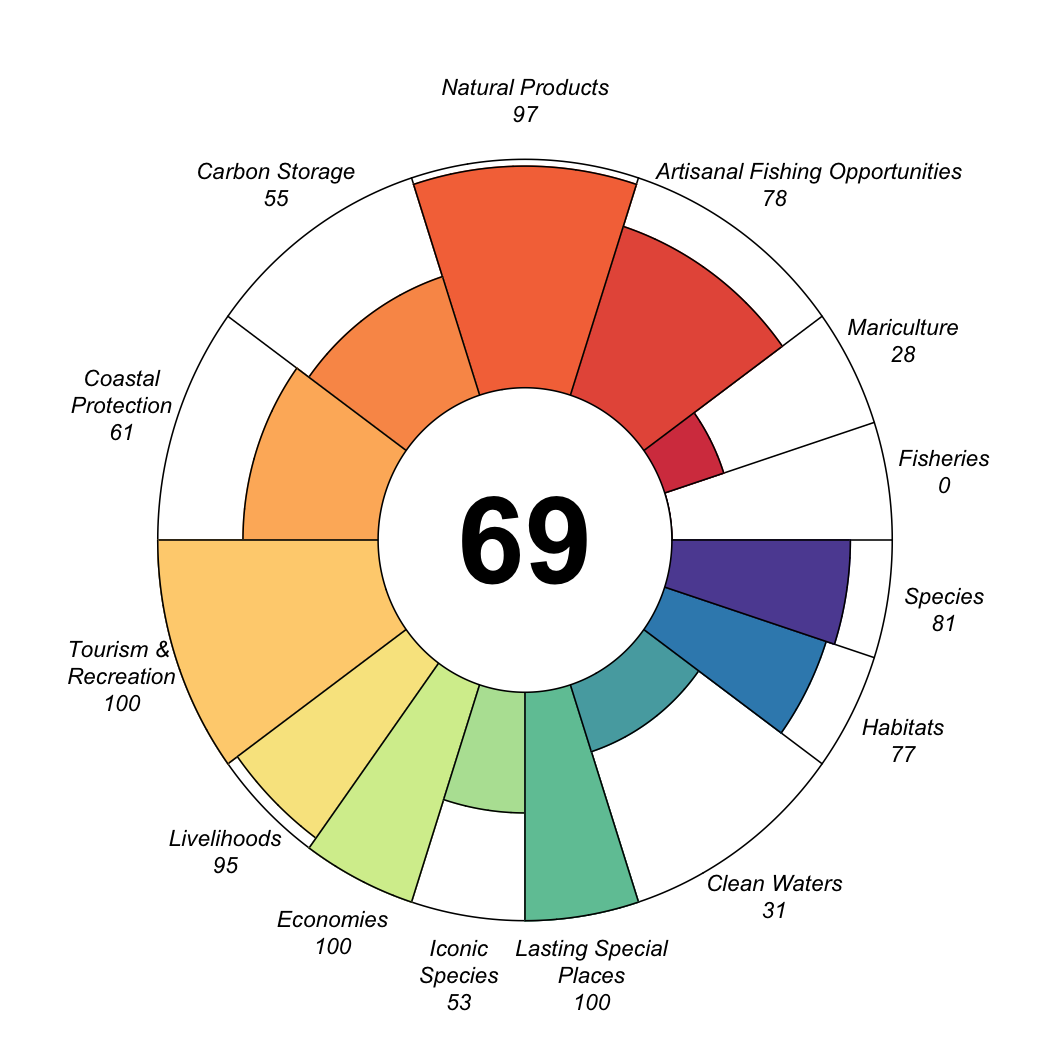 Natural Products
97
Carbon Storage
55
Artisanal Fishing Opportunities
78
Mariculture
28
Coastal
Protection
61
Fisheries
0
69
Species
81
Tourism &
Recreation
100
Habitats
77
Livelihoods
95
Clean Waters
31
Economies
100
Iconic
Species
53
Lasting Special
Places
100